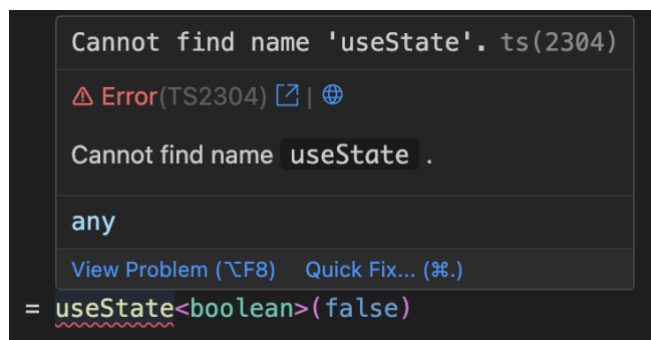 Cannot find name 'useState'. ts(2304)
Error(TS2304) |
Cannot find name useState .
any
View Problem (⌥F8) Quick Fix... (⌘.)
= useState<boolean>(false)